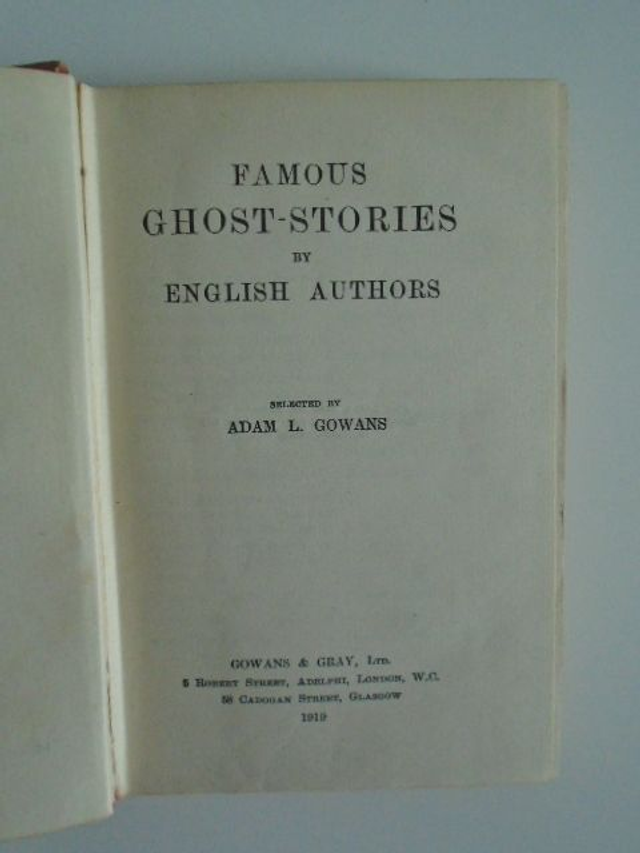 FAMOUS
GHOST-STORIES
BY
ENGLISH AUTHORS
SELECTED BY
ADAM L. GOWANS
GOWANS & GRAY, LTD.
5 ROBERT STREET, ADELPHI, LONDON, W.C.
58 CADOGAN STREET, GLASGOW
1919